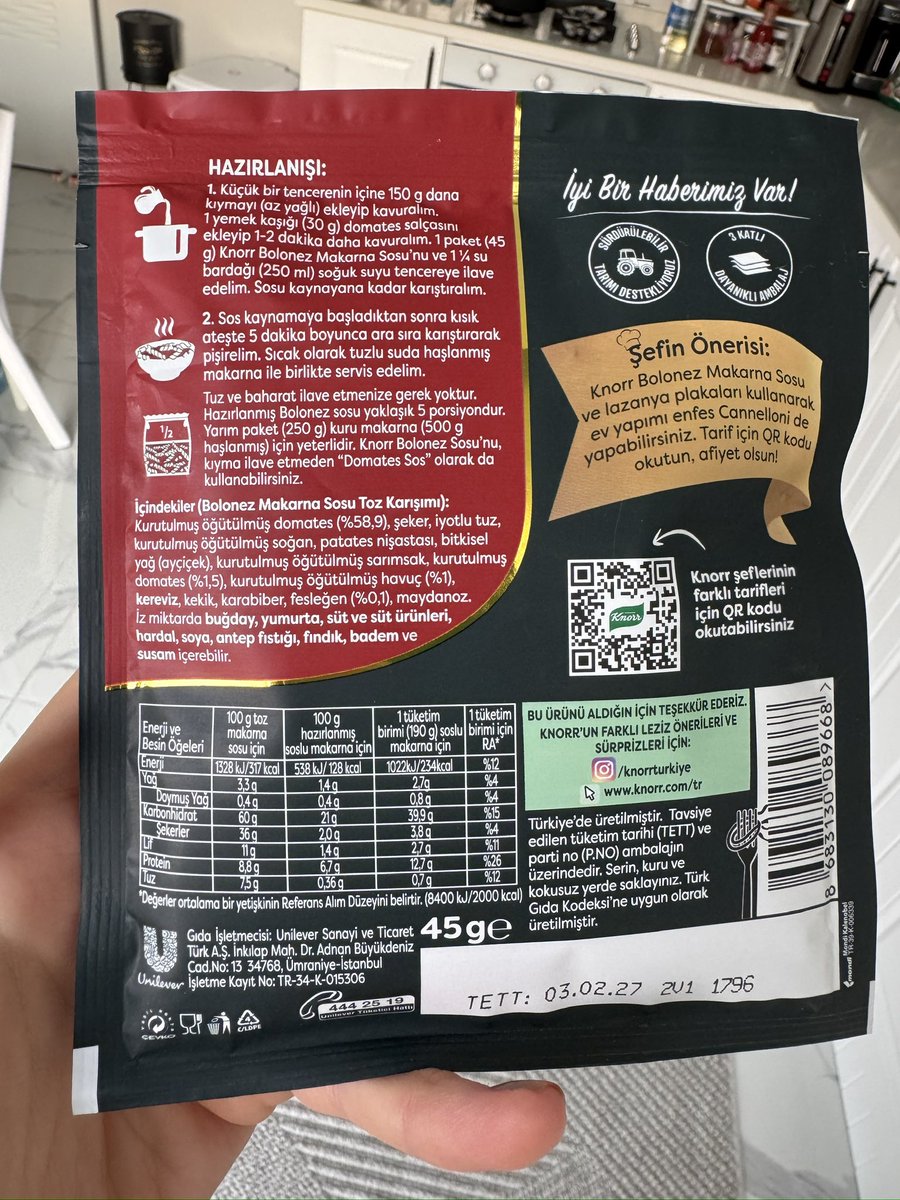 HAZIRLANIŞI:
1. Küçük bir tencerenin içine 150 g dana
kıymayı (az yağlı) ekleyip kavuralım.
1 yemek kaşığı (30 g) domates salçasını
ekleyip 1-2 dakika daha kavuralım. 1 paket (45
g) Knorr Bolonez Makarna Sosu'nu ve 1 ¼ su
bardağı (250 ml) soğuk suyu tencereye ilave
edelim. Sosu kaynayana kadar karıştıralım.
2. Sos kaynamaya başladıktan sonra kısık
ateşte 5 dakika boyunca ara sıra karıştırarak
pişirelim. Sıcak olarak tuzlu suda haşlanmış
makarna ile birlikte servis edelim.
1/2
Tuz ve baharat ilave etmenize gerek yoktur.
Hazırlanmış Bolonez sosu yaklaşık 5 porsiyondur.
Yarım paket (250 g) kuru makarna (500 g
haşlanmış) için yeterlidir. Knorr Bolonez Sosu'nu,
kıyma ilave etmeden "Domates Sos" olarak da
kullanabilirsiniz.
İçindekiler (Bolonez Makarna Sosu Toz Karışımı):
Kurutulmuş öğütülmüş domates (%58,9), şeker, iyotlu tuz,
kurutulmuş öğütülmüş soğan, patates nişastası, bitkisel
yağ (ayçiçek), kurutulmuş öğütülmüş sarımsak, kurutulmuş
domates (%1,5), kurutulmuş öğütülmüş havuç (%1),
kereviz, kekik, karabiber, fesleğen (%0,1), maydanoz.
İz miktarda buğday, yumurta, süt ve süt ürünleri,
hardal, soya, antep fıstığı, fındık, badem ve
susam içerebilir.
İyi Bir Haberimiz Var!
SÜRDÜRÜLEBİLİR TARIMI DESTEKLİYORUZ
3 KATLI DAYANIKLI AMBALAJ
Şefin Önerisi:
Knorr Bolonez Makarna Sosu
ve lazanya plakaları kullanarak
ev yapımı enfes Cannelloni de
yapabilirsiniz. Tarif için QR kodu
okutun, afiyet olsun!
Knorr
Knorr şeflerinin
farklı tarifleri
için QR kodu
okutabilirsiniz
Enerji ve Besin Öğeleri 100 g toz makarna sosu için 100 g hazırlanmış soslu makarna için 1 tüketim birimi (190 g) soslu makarna için 1 tüketim birimi için RA*
Enerji 1328 kJ/317 kcal 538 kJ/ 128 kcal 1022kJ/234kcal %12
Yağ 3,3 g 1,4 g 2,7g %4
Doymuş Yağ 0,4 g 0,4 g 0,8 g %4
Karbonhidrat 60 g 21 g 39,9 g %15
Şekerler 36 g 2,0 g 3,8 g %4
Lif 11 g 1,4 g 2,7 g %11
Protein 8,8 g 6,7 g 12,7 g %26
Tuz 7,5 g 0,36 g 0,7 g %12
*Değerler ortalama bir yetişkinin Referans Alım Düzeyini belirtir. (8400 kJ/2000 kcal)
BU ÜRÜNÜ ALDIĞIN İÇİN TEŞEKKÜR EDERİZ.
KNORR'UN FARKLI LEZİZ ÖNERİLERİ VE
SÜRPRİZLERİ İÇİN:
/knorrturkiye
www.knorr.com/tr
Türkiye'de üretilmiştir. Tavsiye
edilen tüketim tarihi (TETT) ve
parti no (P.NO) ambalajın
üzerindedir. Serin, kuru ve
kokusuz yerde saklayınız. Türk
Gıda Kodeksi'ne uygun olarak
üretilmiştir.
8 683130 089668
Unilever
Gıda İşletmecisi: Unilever Sanayi ve Ticaret
Türk A.Ş. İnkılap Mah. Dr. Adnan Büyükdeniz
Cad.No: 13 34768, Ümraniye-İstanbul
İşletme Kayıt No: TR-34-K-015306
45 g e
444 25 19
Unilever Tüketici Hattı
ÇEVKO
4
C/LDPE
TETT: 03.02.27 2U1 1796
mondi Mondi Kalenobel